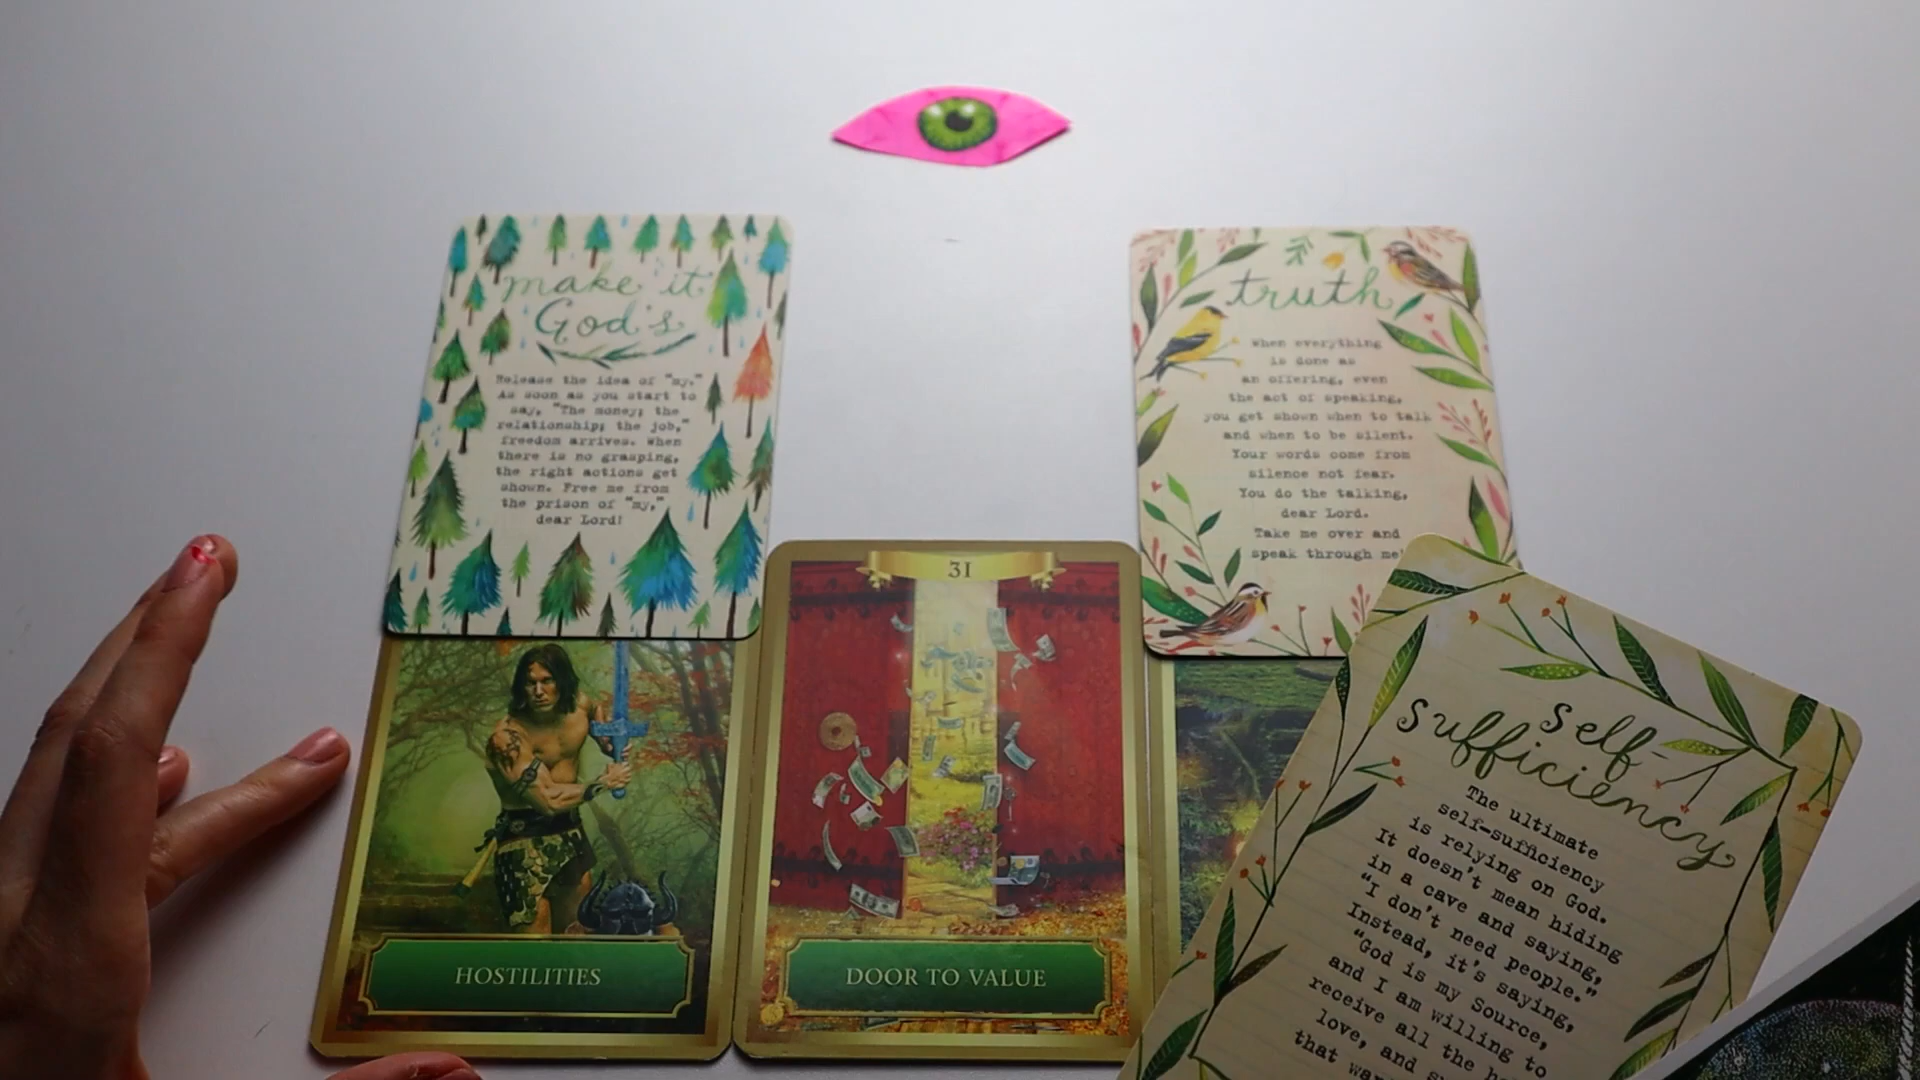 make it
God's
Release the idea of "my."
As soon as you start to
say, "The money; the
relationship; the job,"
freedom arrives. When
there is no grasping,
the right actions get
shown. Free me from
the prison of "my,"
dear Lord!
truth
When everything
is done as
an offering, even
the act of speaking,
you get shown when to talk
and when to be silent.
Your words come from
silence not fear.
You do the talking,
dear Lord.
Take me over and
speak through me!
HOSTILITIES
31
DOOR TO VALUE
self-
sufficiency
The ultimate
self-sufficiency
is relying on God.
It doesn't mean hiding
in a cave and saying,
"I don't need people."
Instead, it's saying,
"God is my Source,
and I am willing to
receive all the
love, and
that